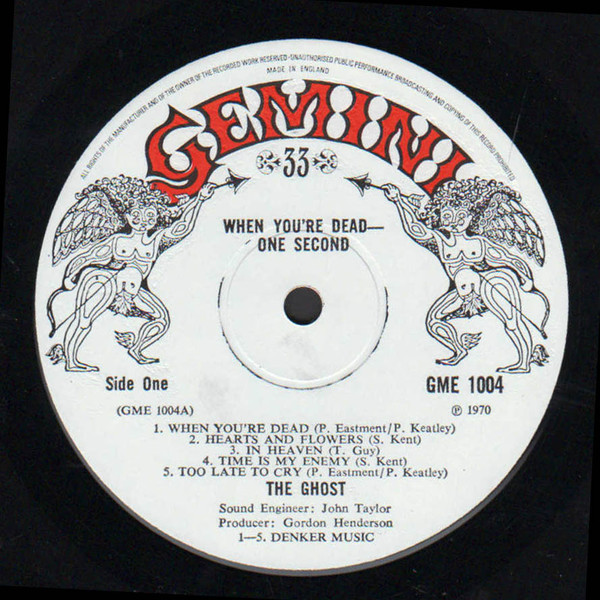 ALL RIGHTS OF THE MANUFACTURER AND OF THE OWNER OF THE RECORDED WORK RESERVED · UNAUTHORISED PUBLIC PERFORMANCE BROADCASTING AND COPYING OF THIS RECORD PROHIBITED
MADE IN ENGLAND
GEMINI
33
WHEN YOU'RE DEAD—
ONE SECOND
Side One
GME 1004
(GME 1004A)
℗ 1970
1. WHEN YOU'RE DEAD (P. Eastment/P. Keatley)
2. HEARTS AND FLOWERS (S. Kent)
3. IN HEAVEN (T. Guy)
4. TIME IS MY ENEMY (S. Kent)
5. TOO LATE TO CRY (P. Eastment/P. Keatley)
THE GHOST
Sound Engineer: John Taylor
Producer: Gordon Henderson
1—5. DENKER MUSIC